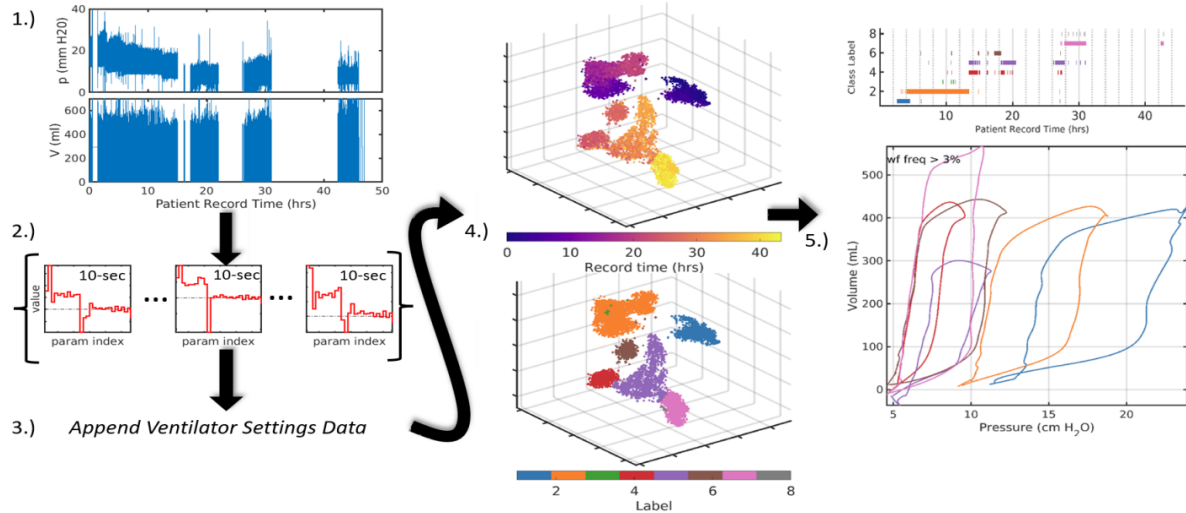 1.)
p (mm H20)
40
20
0
V (ml)
600
400
200
0
0 10 20 30 40 50
Patient Record Time (hrs)
2.)
value
10-sec
10-sec
10-sec
... ...
param index
param index
param index
3.) Append Ventilator Settings Data
4.)
0 10 20 30 40
Record time (hrs)
2 4 6 8
Label
5.)
Class Label
8
6
4
2
10 20 30 40
Patient Record Time (hrs)
wf freq > 3%
Volume (mL)
500
400
300
200
100
0
5 10 15 20
Pressure (cm H₂O)